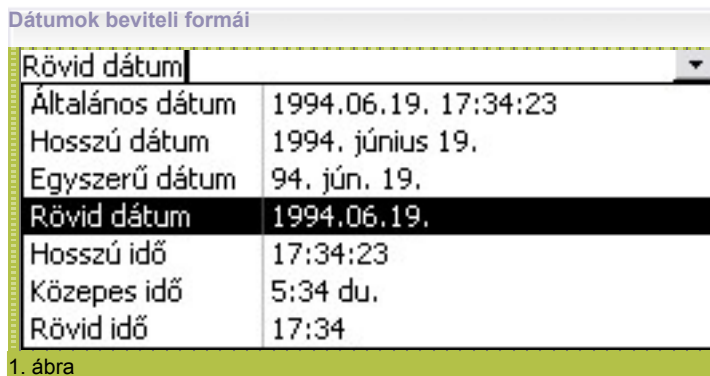 Dátumok beviteli formái
Rövid dátum
Általános dátum 1994.06.19. 17:34:23
Hosszú dátum 1994. június 19.
Egyszerű dátum 94. jún. 19.
Rövid dátum 1994.06.19.
Hosszú idő 17:34:23
Közepes idő 5:34 du.
Rövid idő 17:34
1. ábra